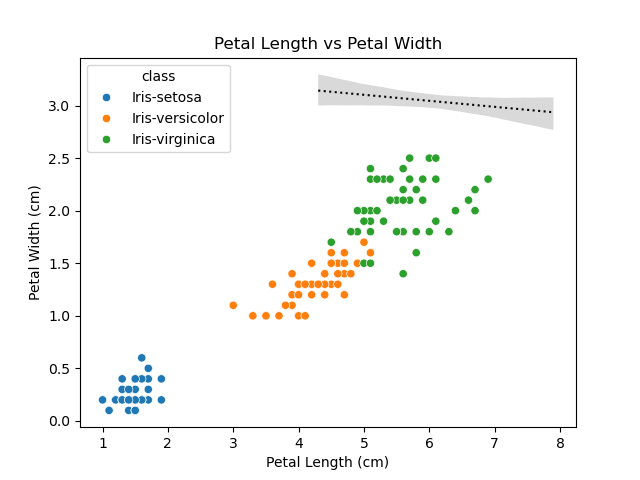 Petal Length vs Petal Width
class
Iris-setosa
Iris-versicolor
Iris-virginica
Petal Width (cm)
3.0
2.5
2.0
1.5
1.0
0.5
0.0
1 2 3 4 5 6 7 8
Petal Length (cm)